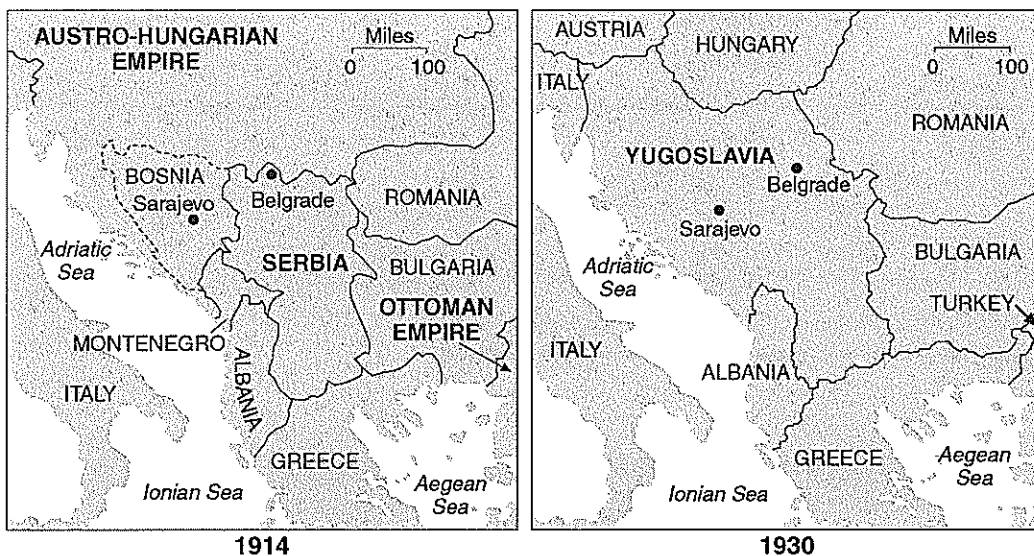 AUSTRO-HUNGARIAN
EMPIRE
Miles
0 100
BOSNIA
Sarajevo
Belgrade
ROMANIA
Adriatic
Sea
SERBIA
BULGARIA
OTTOMAN
EMPIRE
MONTENEGRO
ALBANIA
ITALY
GREECE
Ionian Sea
Aegean
Sea
1914
AUSTRIA
HUNGARY
Miles
0 100
ITALY
ROMANIA
YUGOSLAVIA
Belgrade
Sarajevo
Adriatic
Sea
BULGARIA
TURKEY
ITALY
ALBANIA
GREECE
Ionian Sea
Aegean
Sea
1930